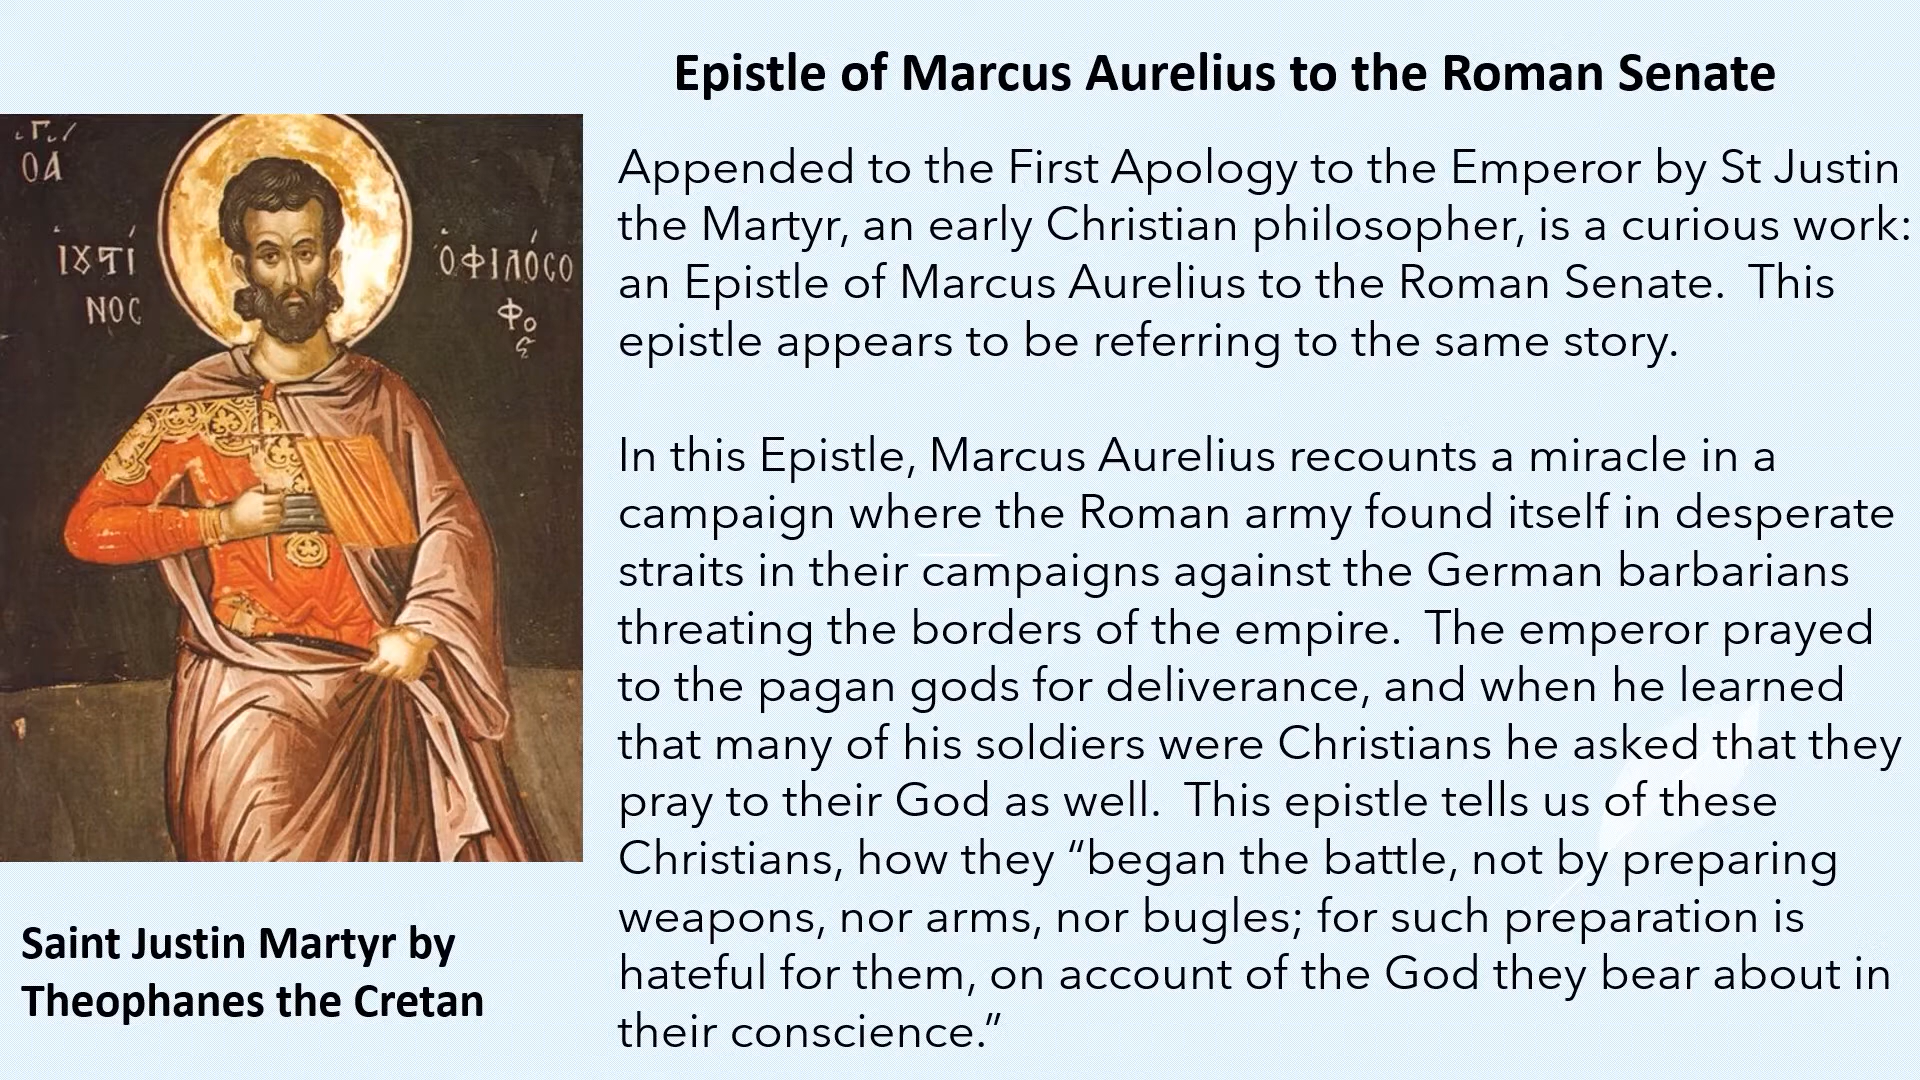 Epistle of Marcus Aurelius to the Roman Senate
Appended to the First Apology to the Emperor by St Justin
the Martyr, an early Christian philosopher, is a curious work:
an Epistle of Marcus Aurelius to the Roman Senate.  This
epistle appears to be referring to the same story.
In this Epistle, Marcus Aurelius recounts a miracle in a
campaign where the Roman army found itself in desperate
straits in their campaigns against the German barbarians
threating the borders of the empire.  The emperor prayed
to the pagan gods for deliverance, and when he learned
that many of his soldiers were Christians he asked that they
pray to their God as well.  This epistle tells us of these
Christians, how they “began the battle, not by preparing
weapons, nor arms, nor bugles; for such preparation is
hateful for them, on account of the God they bear about in
their conscience.”
ΟΑ
ἰȣστί
ΝΟС
ὁφιλόσο
φο
ς
Saint Justin Martyr by
Theophanes the Cretan